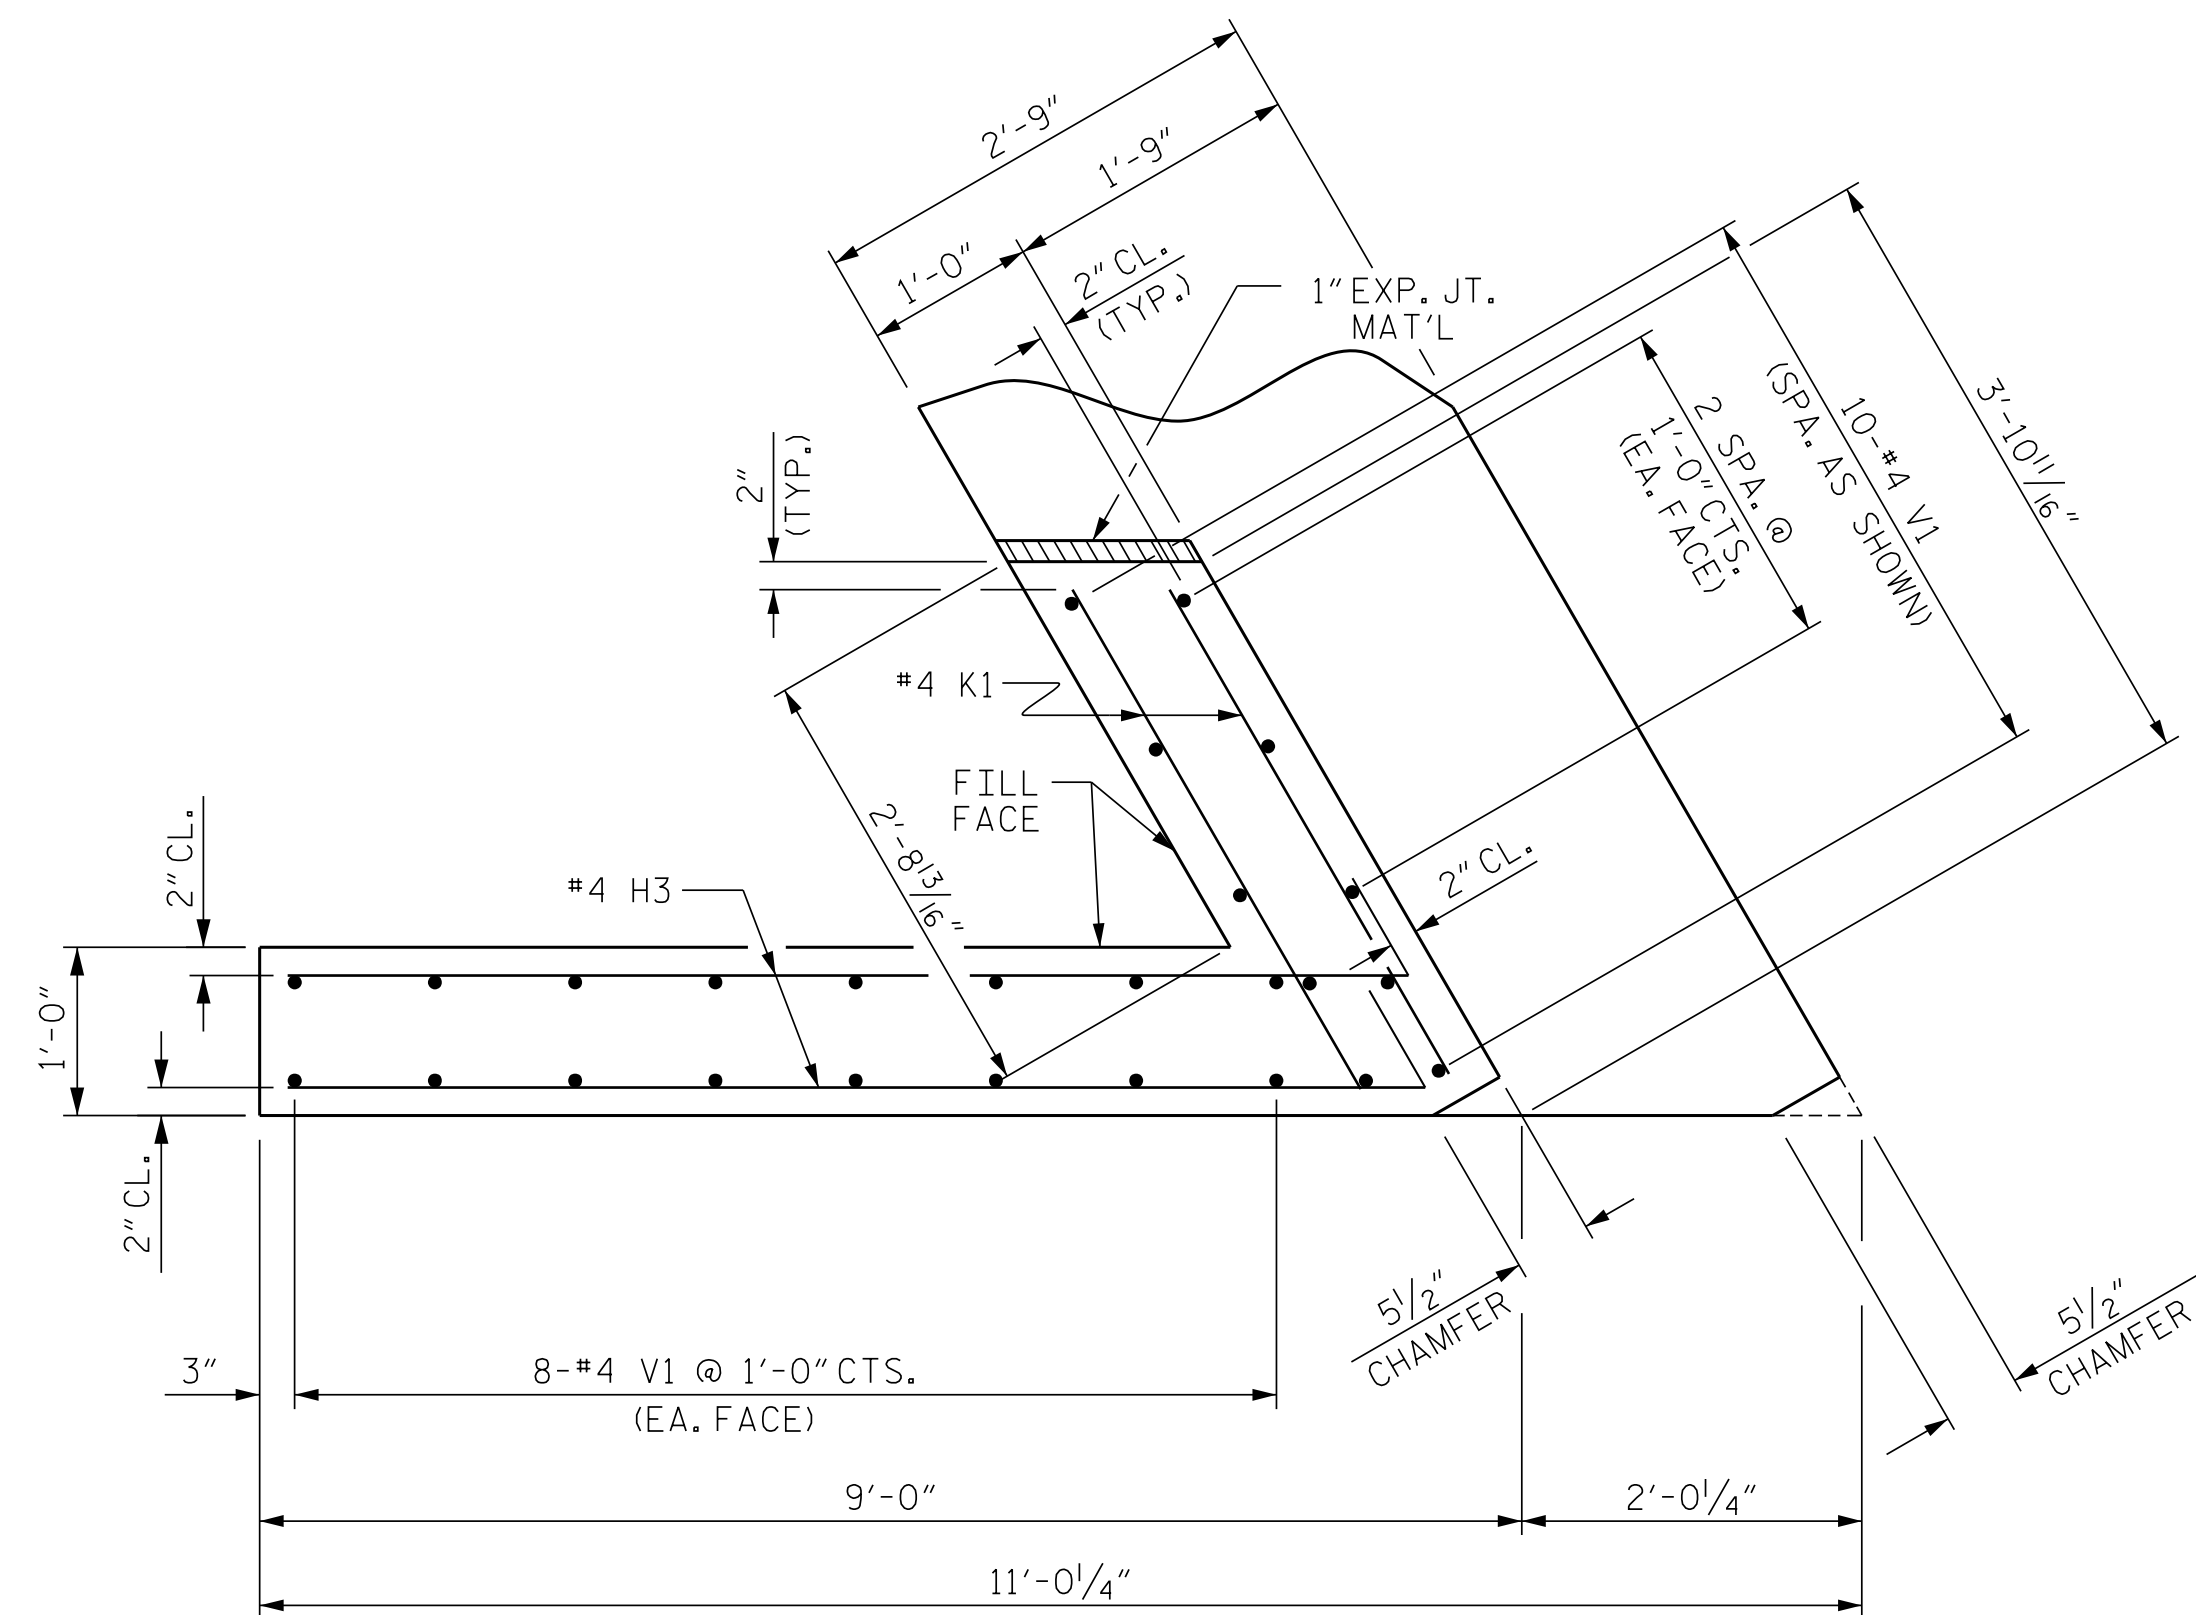 2'-9"
1'-9"
1'-0"
2" CL.
(TYP.)
1" EXP. JT.
MAT'L
2"
(TYP.)
3'-10 11/16"
10-#4 V1
(SPA. AS SHOWN)
2 SPA. @
1'-0" CTS.
(EA. FACE)
#4 K1
FILL
FACE
2'-8 13/16"
2" CL.
2" CL.
#4 H3
1'-0"
2" CL.
5 1/2"
CHAMFER
5 1/2"
CHAMFER
3"
8-#4 V1 @ 1'-0" CTS.
(EA. FACE)
9'-0"
2'-0 1/4"
11'-0 1/4"